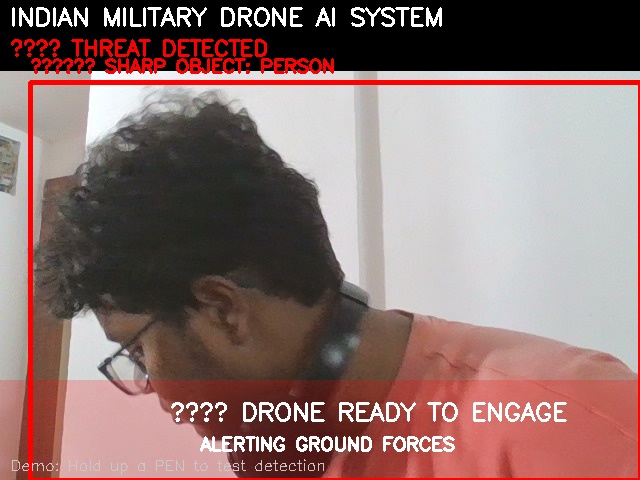 INDIAN MILITARY DRONE AI SYSTEM
???? THREAT DETECTED
?????? SHARP OBJECT: PERSON
???? DRONE READY TO ENGAGE
ALERTING GROUND FORCES
Demo: Hold up a PEN to test detection